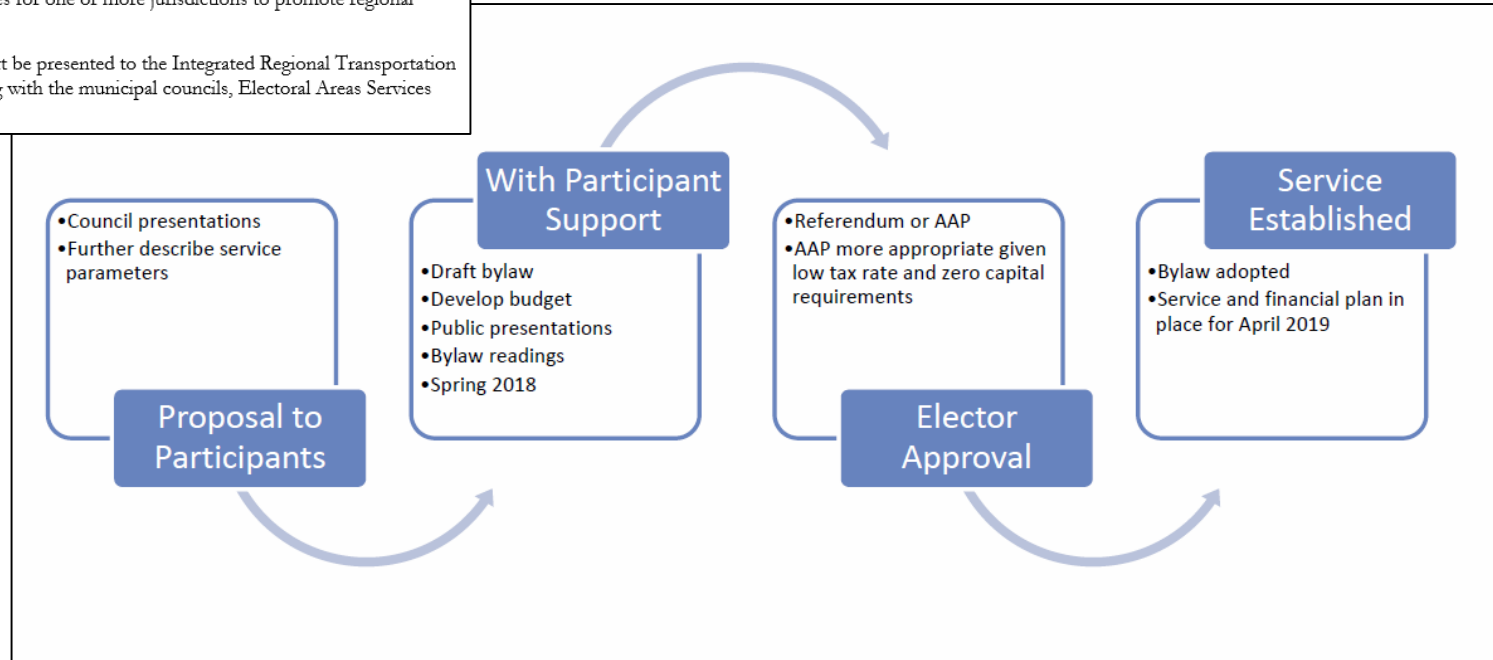 es for one or more jurisdictions to promote regional
t be presented to the Integrated Regional Transportation
g with the municipal councils, Electoral Areas Services
•Council presentations
•Further describe service
parameters
Proposal to
Participants
With Participant
Support
•Draft bylaw
•Develop budget
•Public presentations
•Bylaw readings
•Spring 2018
•Referendum or AAP
•AAP more appropriate given
low tax rate and zero capital
requirements
Elector
Approval
Service
Established
•Bylaw adopted
•Service and financial plan in
place for April 2019